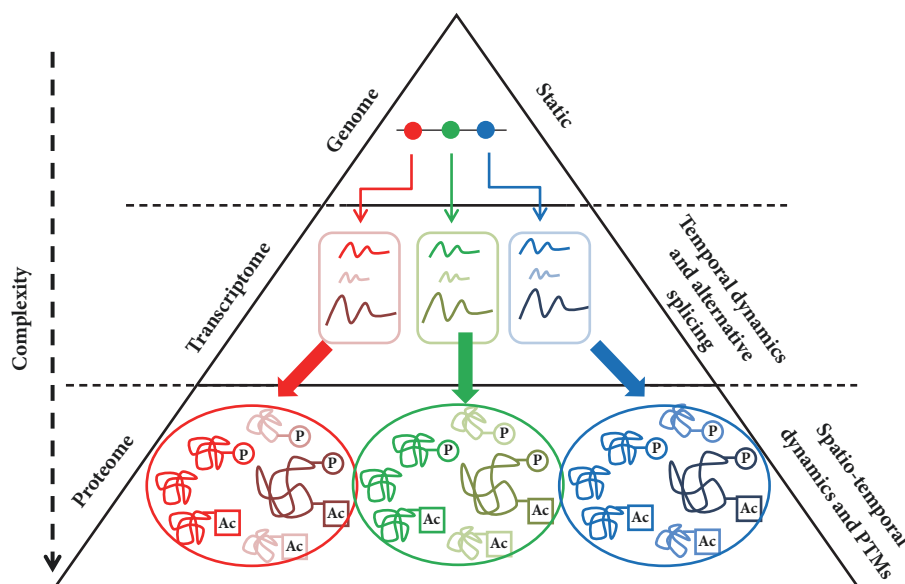 Complexity
Genome
Static
Transcriptome
Temporal dynamics
and alternative
splicing
Proteome
Spatio-temporal
dynamics and PTMs
P
P
P
Ac
Ac
Ac
P
P
P
Ac
Ac
Ac
P
P
P
Ac
Ac
Ac